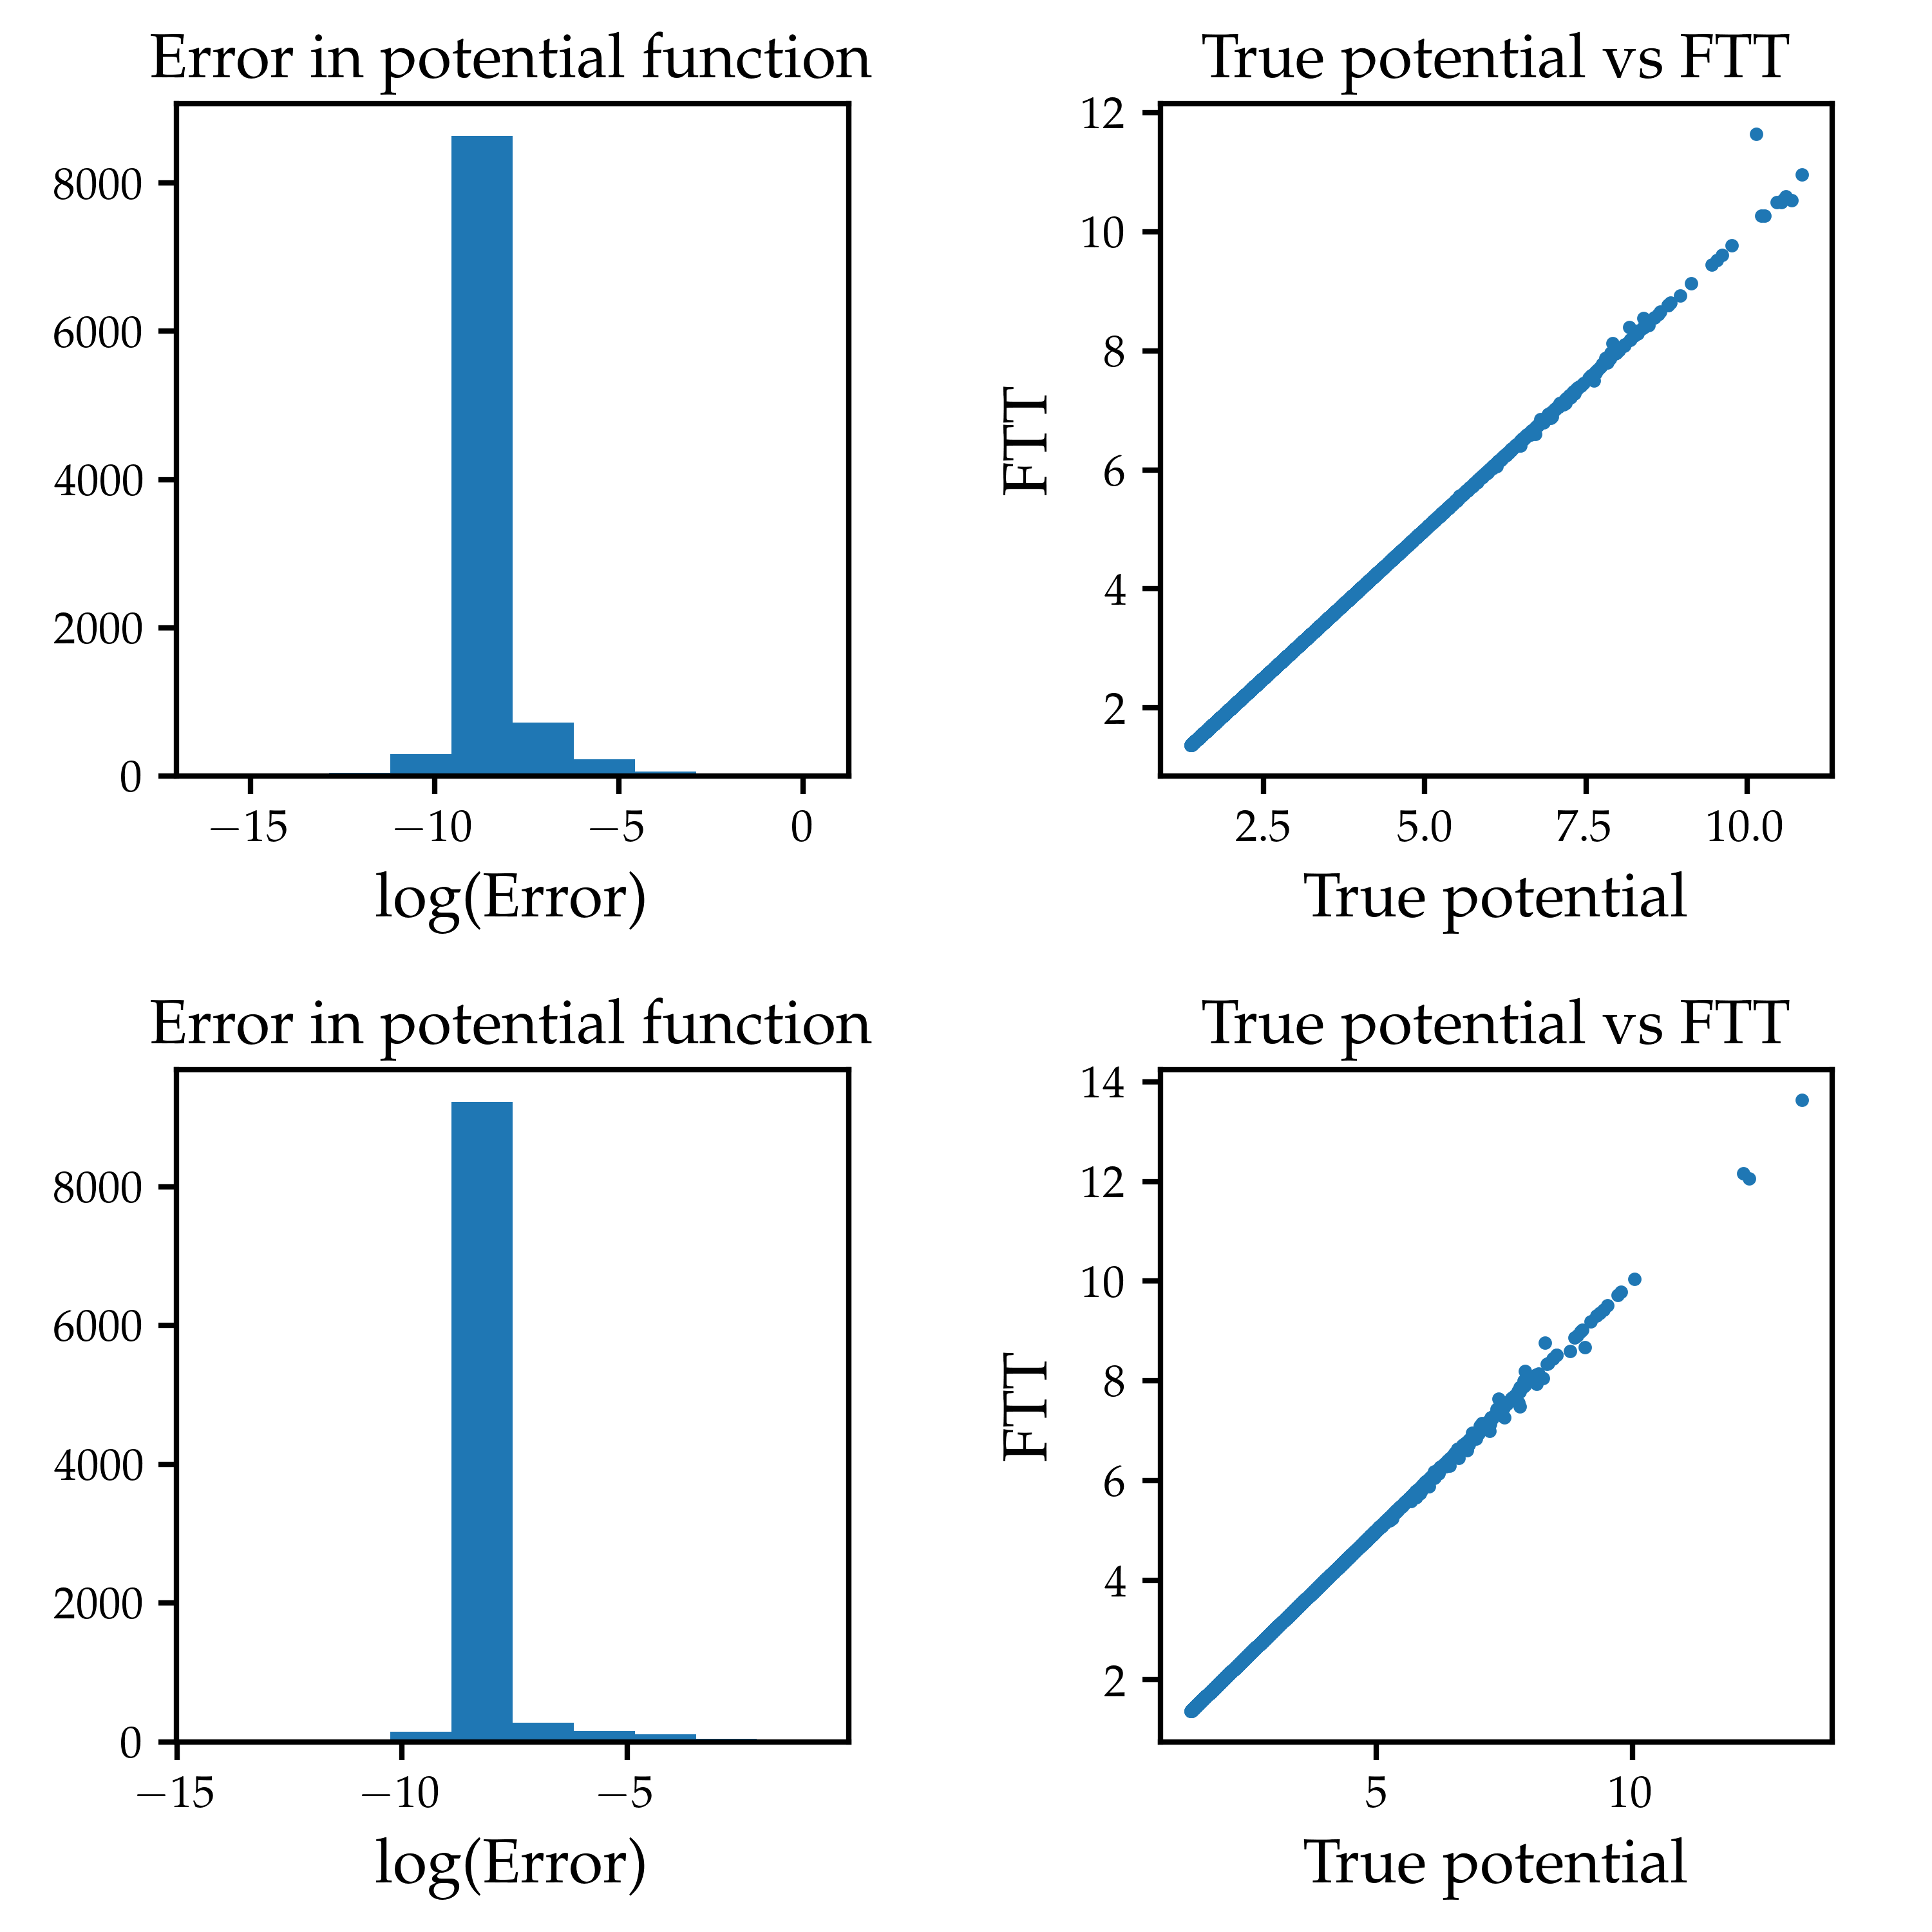 Error in potential function
8000
6000
4000
2000
0
−15 −10 −5 0
log(Error)
True potential vs FTT
12
10
8
6
4
2
FTT
2.5 5.0 7.5 10.0
True potential
Error in potential function
8000
6000
4000
2000
0
−15 −10 −5
log(Error)
True potential vs FTT
14
12
10
8
6
4
2
FTT
5 10
True potential